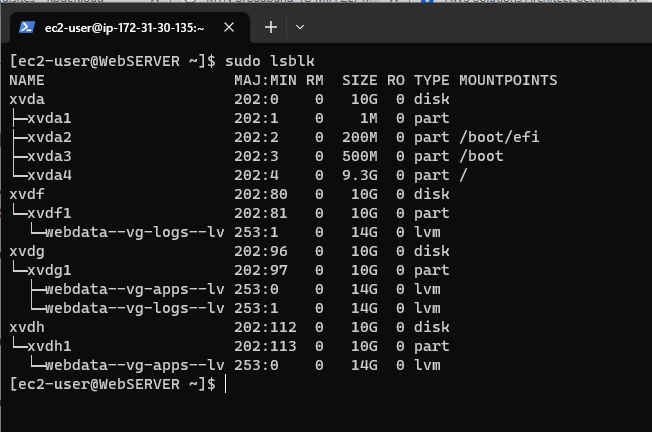 ec2-user@ip-172-31-30-135:~
[ec2-user@WebSERVER ~]$ sudo lsblk
NAME                        MAJ:MIN RM  SIZE RO TYPE MOUNTPOINTS
xvda                        202:0    0   10G  0 disk
├─xvda1                     202:1    0    1M  0 part
├─xvda2                     202:2    0  200M  0 part /boot/efi
├─xvda3                     202:3    0  500M  0 part /boot
└─xvda4                     202:4    0  9.3G  0 part /
xvdf                        202:80   0   10G  0 disk
└─xvdf1                     202:81   0   10G  0 part
  └─webdata--vg-logs--lv 253:1    0   14G  0 lvm
xvdg                        202:96   0   10G  0 disk
└─xvdg1                     202:97   0   10G  0 part
  ├─webdata--vg-apps--lv 253:0    0   14G  0 lvm
  └─webdata--vg-logs--lv 253:1    0   14G  0 lvm
xvdh                        202:112  0   10G  0 disk
└─xvdh1                     202:113  0   10G  0 part
  └─webdata--vg-apps--lv 253:0    0   14G  0 lvm
[ec2-user@WebSERVER ~]$